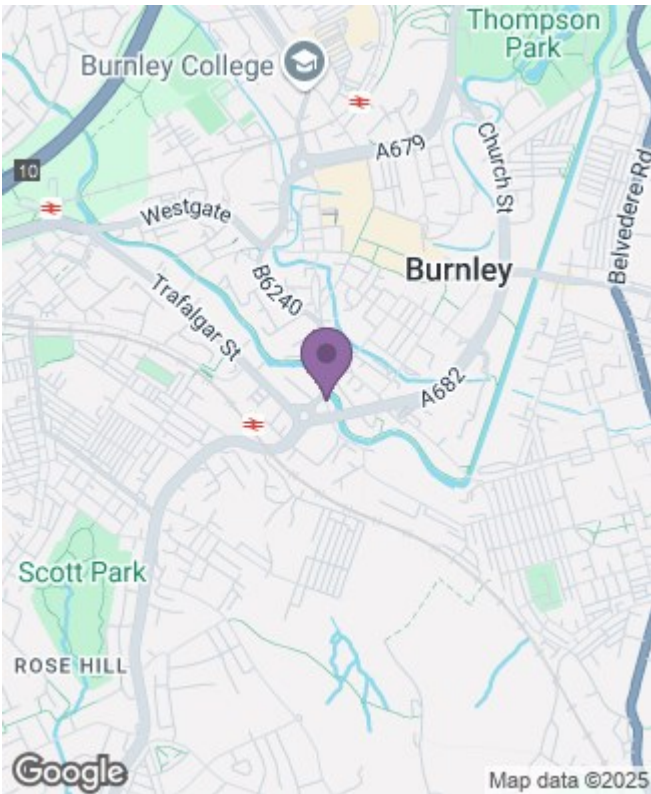 Thompson
Park
Burnley College
A679
Church St
10
Belvedere Rd
Westgate
Burnley
B6240
Trafalgar St
A682
Scott Park
ROSE HILL
Google
Map data ©2025